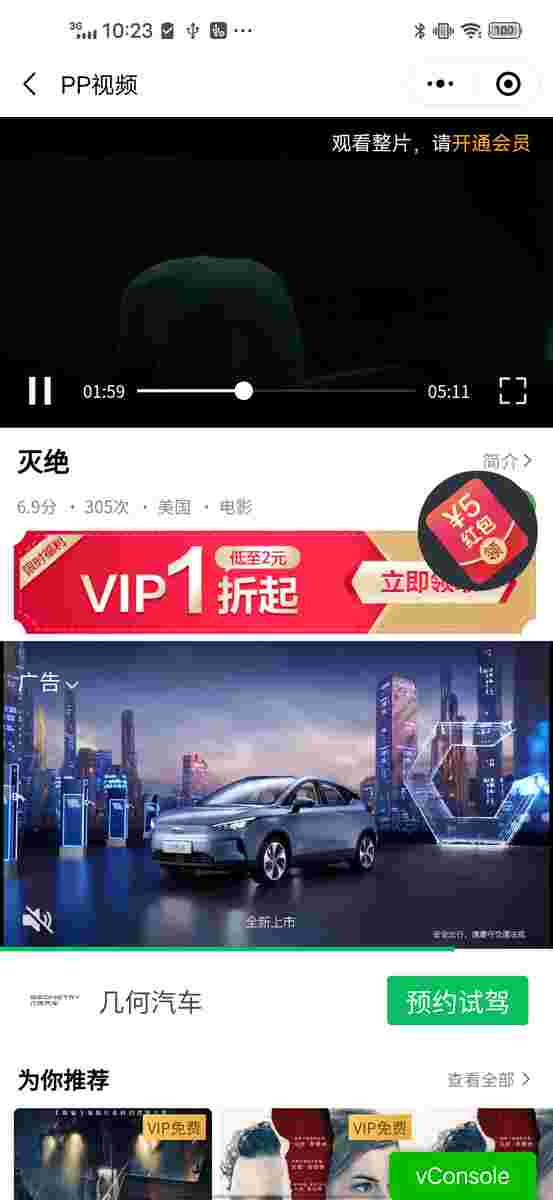 3G 10:23 ··· 100
PP视频
观看整片，请开通会员
01:59 05:11
灭绝 简介
6.9分 · 305次 · 美国 · 电影
¥5
红包
领
限时福利
VIP1折起
低至2元
立即领
广告
全新上市
安全出行，请遵守交通法规
GEOMETRY
几何汽车
几何汽车 预约试驾
为你推荐 查看全部
VIP免费 VIP免费
vConsole